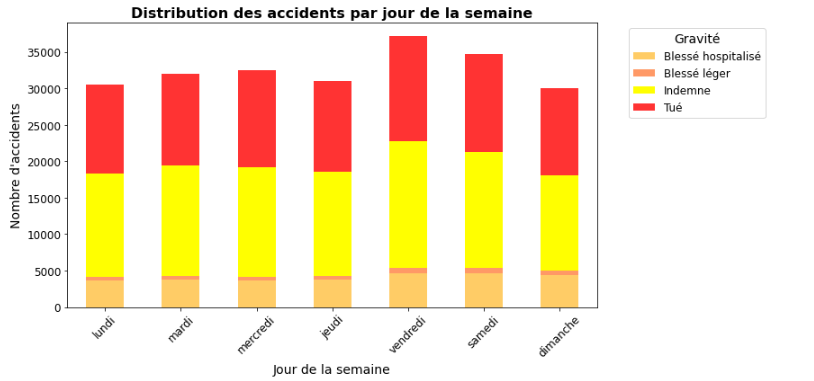 Distribution des accidents par jour de la semaine
Nombre d'accidents
35000
30000
25000
20000
15000
10000
5000
0
lundi
mardi
mercredi
jeudi
vendredi
samedi
dimanche
Jour de la semaine
Gravité
Blessé hospitalisé
Blessé léger
Indemne
Tué